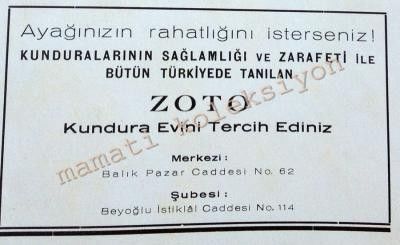 Ayağınızın rahatlığını isterseniz!
KUNDURALARININ SAĞLAMLIĞI VE ZARAFETİ İLE
BÜTÜN TÜRKİYEDE TANILAN
ZOTO
Kundura Evini Tercih Ediniz
Merkezi:
Balık Pazar Caddesi No. 62
Şubesi:
Beyoğlu İstiklâl Caddesi No. 114
mamati koleksiyon